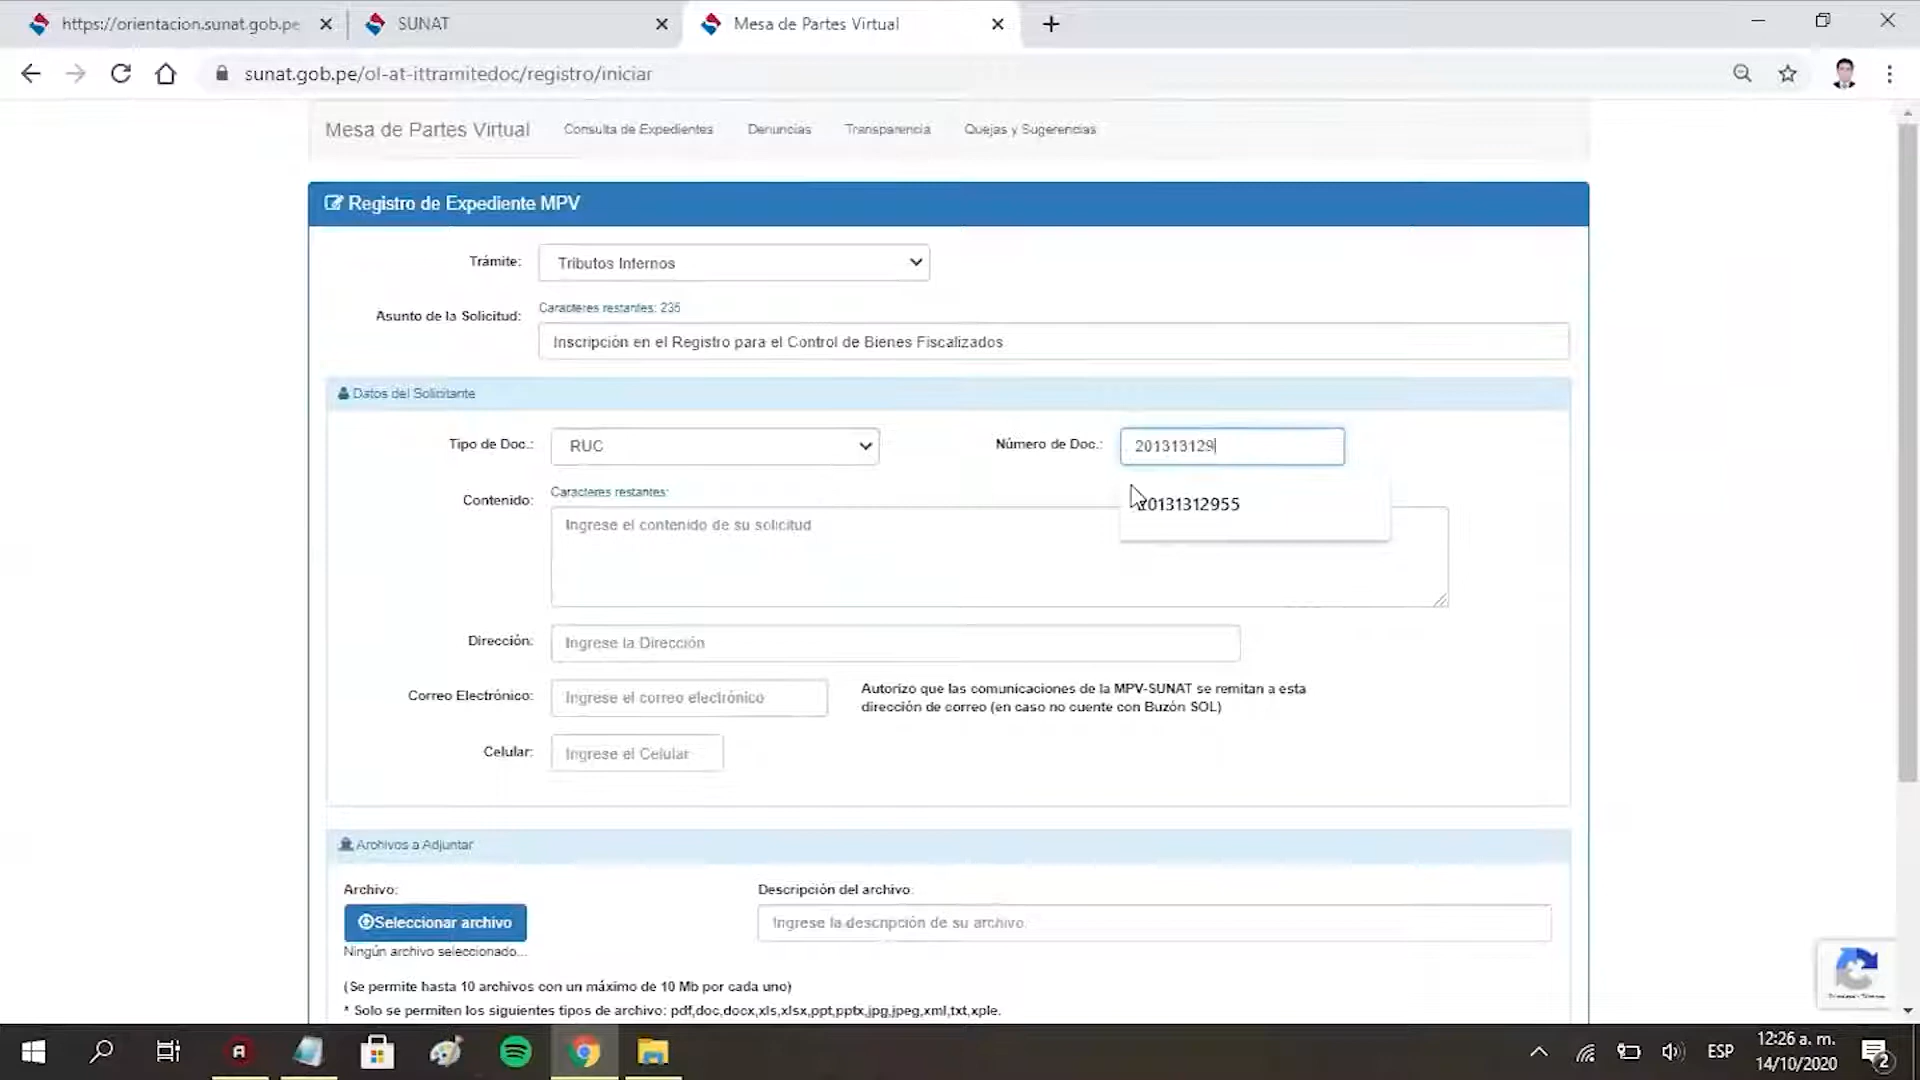 https://orientacion.sunat.gob.pe
SUNAT
Mesa de Partes Virtual
sunat.gob.pe/ol-at-ittramitedoc/registro/iniciar
Mesa de Partes Virtual
Consulta de Expedientes
Denuncias
Transparencia
Quejas y Sugerencias
Registro de Expediente MPV
Trámite:
Tributos Internos
Caracteres restantes: 235
Asunto de la Solicitud:
Inscripción en el Registro para el Control de Bienes Fiscalizados
Datos del Solicitante
Tipo de Doc.:
RUC
Número de Doc.:
201313129
20131312955
Caracteres restantes:
Contenido:
Ingrese el contenido de su solicitud
Dirección:
Ingrese la Dirección
Correo Electrónico:
Ingrese el correo electrónico
Autorizo que las comunicaciones de la MPV-SUNAT se remitan a esta
dirección de correo (en caso no cuente con Buzón SOL)
Celular:
Ingrese el Celular
Archivos a Adjuntar
Archivo:
Descripción del archivo:
Seleccionar archivo
Ingrese la descripción de su archivo
Ningún archivo seleccionado...
(Se permite hasta 10 archivos con un máximo de 10 Mb por cada uno)
* Solo se permiten los siguientes tipos de archivo: pdf,doc,docx,xls,xlsx,ppt,pptx,jpg,jpeg,xml,txt,xple.
ESP
12:26 a. m.
14/10/2020
2